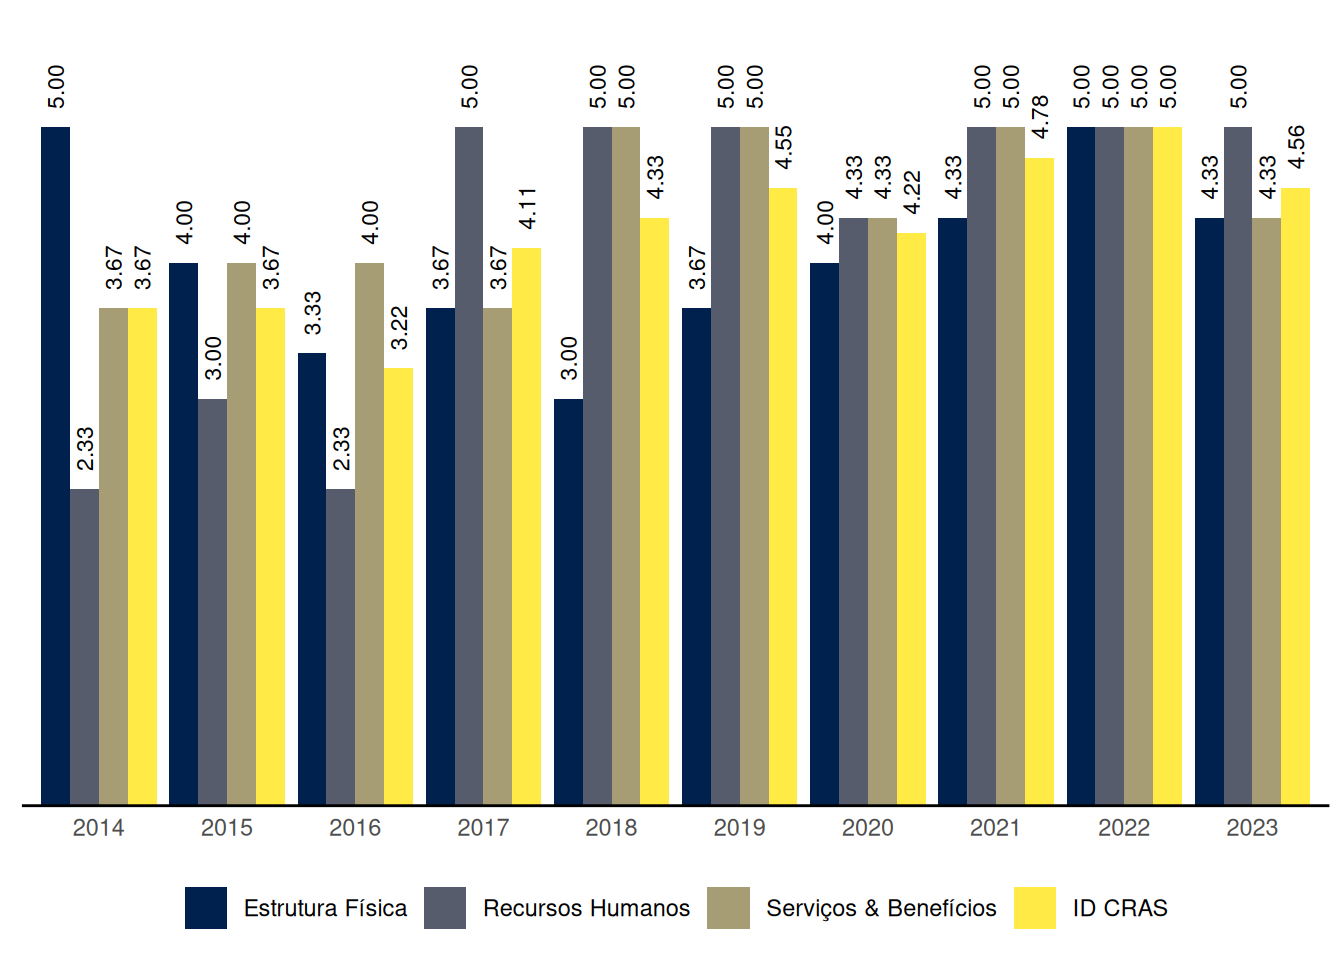 5.00 2.33 3.67 3.67
4.00 3.00 4.00 3.67
3.33 2.33 4.00 3.22
3.67 5.00 3.67 4.11
3.00 5.00 5.00 4.33
3.67 5.00 5.00 4.55
4.00 4.33 4.33 4.22
4.33 5.00 5.00 4.78
5.00 5.00 5.00 5.00
4.33 5.00 4.33 4.56
2014 2015 2016 2017 2018 2019 2020 2021 2022 2023
Estrutura Física Recursos Humanos Serviços & Benefícios ID CRAS